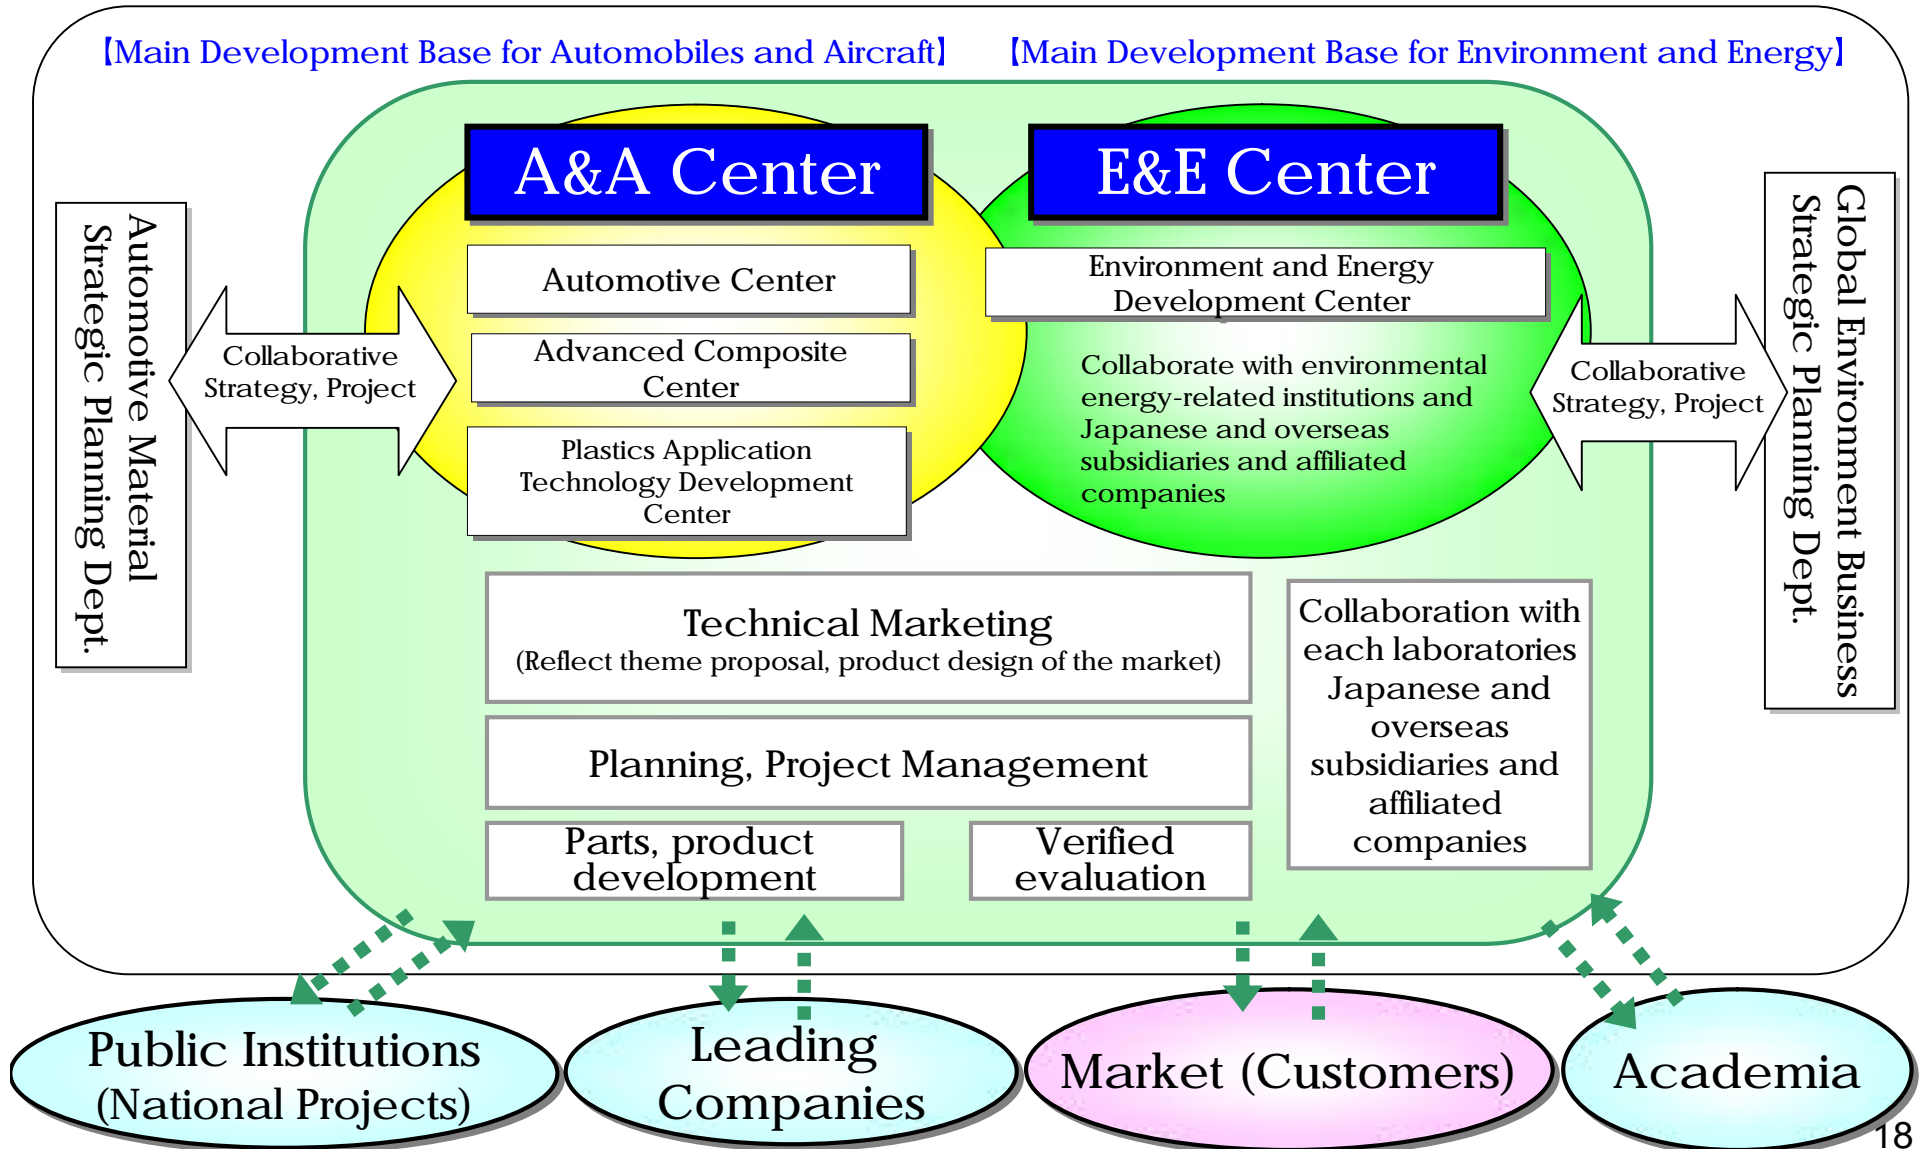 【Main Development Base for Automobiles and Aircraft】
【Main Development Base for Environment and Energy】
A&A Center
E&E Center
Automotive Material
Strategic Planning Dept.
Collaborative
Strategy, Project
Automotive Center
Advanced Composite
Center
Plastics Application
Technology Development
Center
Environment and Energy
Development Center
Collaborate with environmental
energy-related institutions and
Japanese and overseas
subsidiaries and affiliated
companies
Collaborative
Strategy, Project
Global Environment Business
Strategic Planning Dept.
Technical Marketing
(Reflect theme proposal, product design of the market)
Planning, Project Management
Parts, product
development
Verified
evaluation
Collaboration with
each laboratories
Japanese and
overseas
subsidiaries and
affiliated
companies
Public Institutions
(National Projects)
Leading
Companies
Market (Customers)
Academia
18